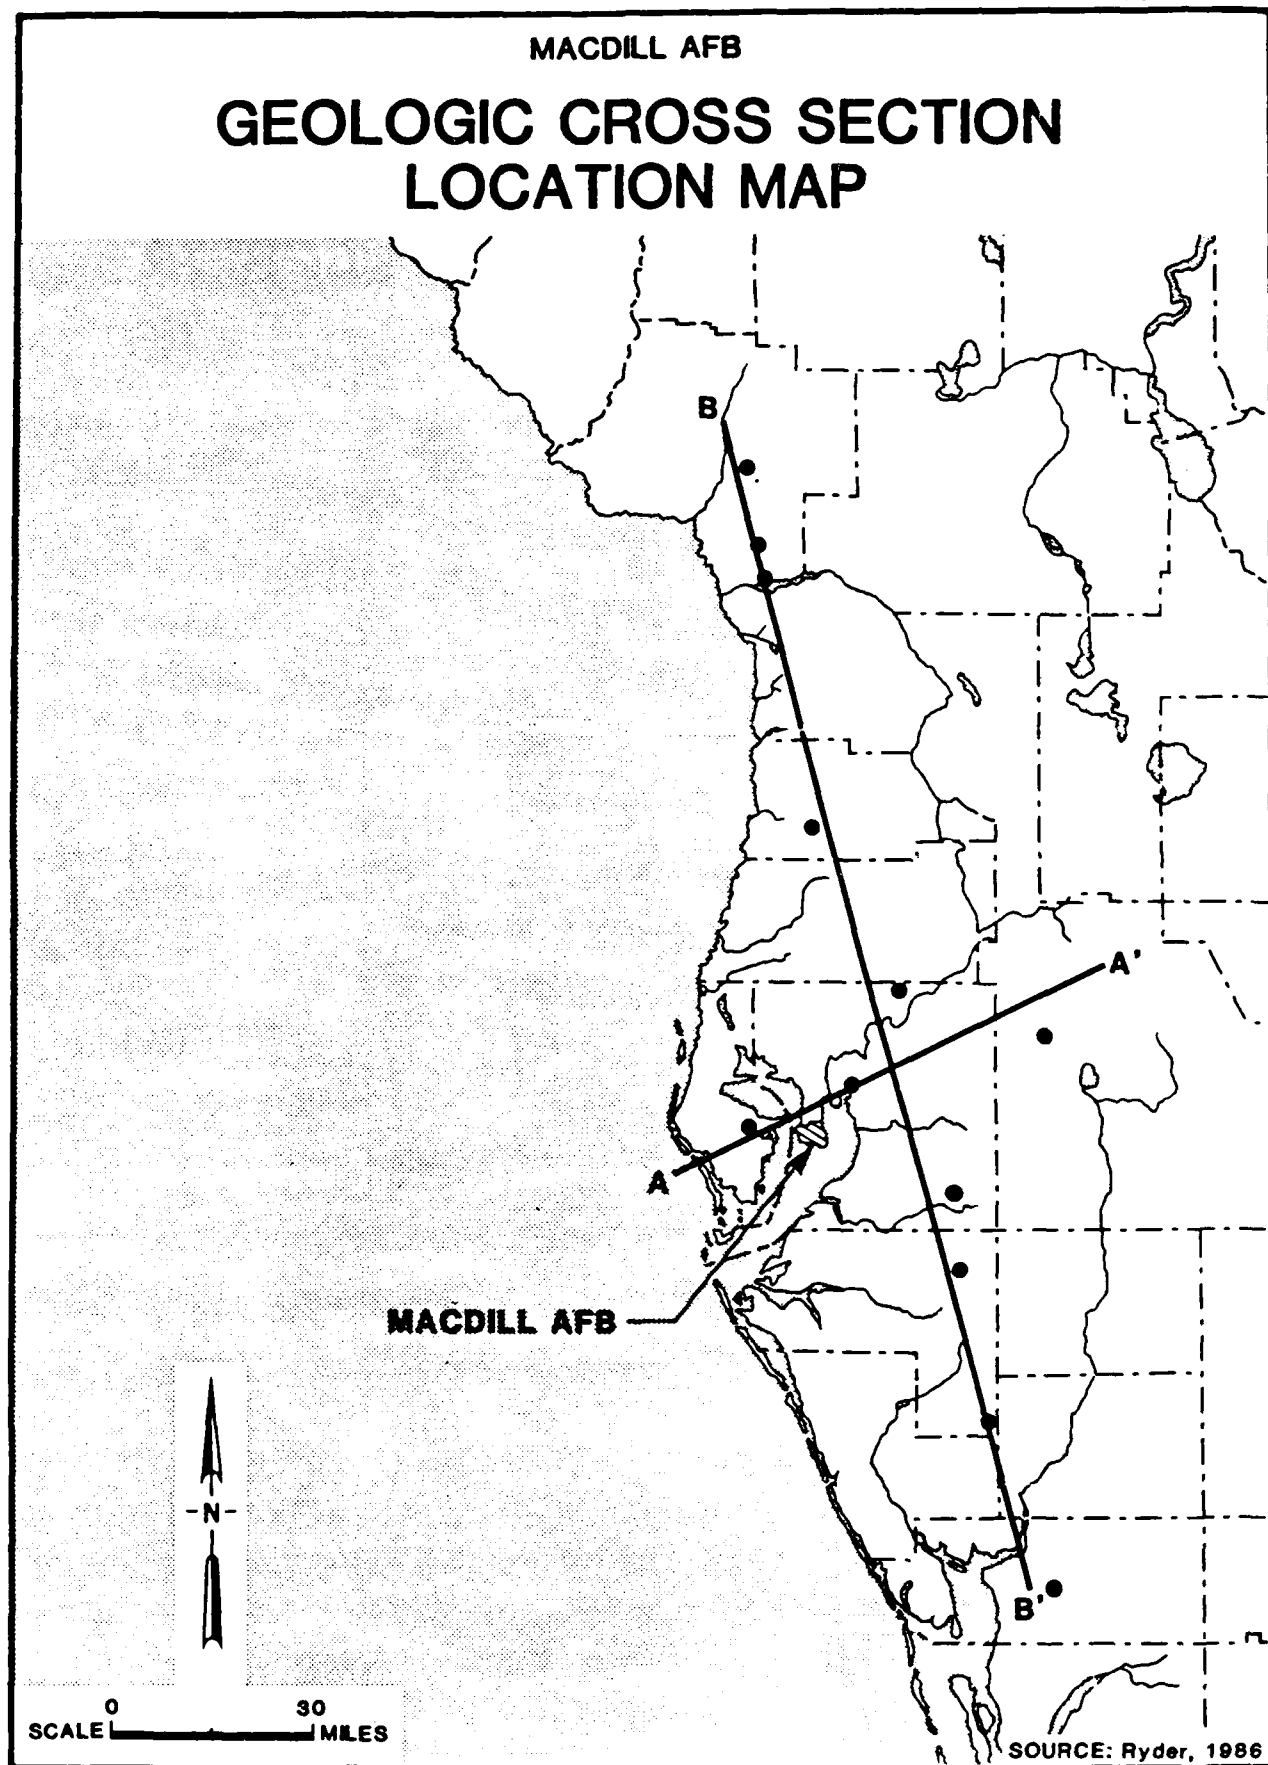 MACDILL AFB
GEOLOGIC CROSS SECTION
LOCATION MAP
B
A'
A
MACDILL AFB
-N-
B'
0 30
SCALE MILES
SOURCE: Ryder, 1986